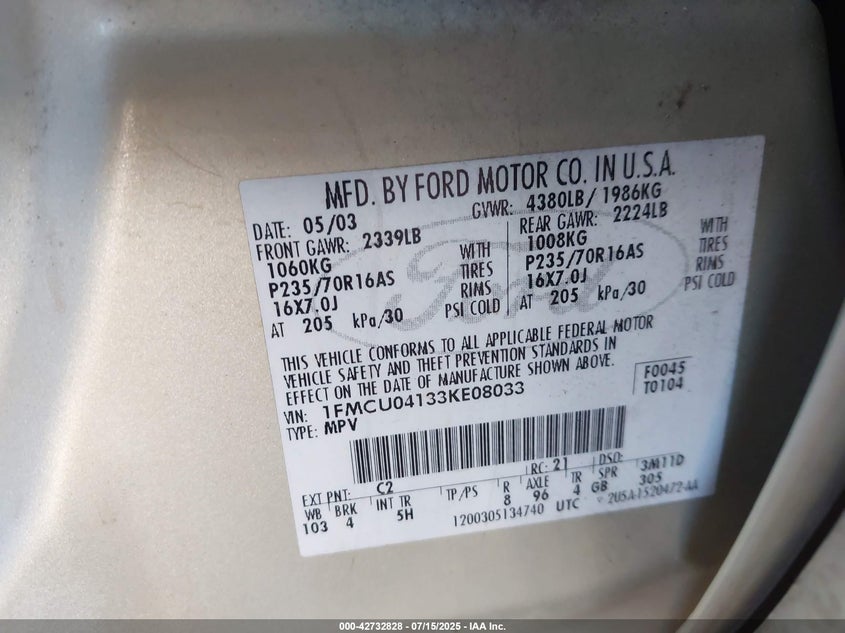 MFD. BY FORD MOTOR CO. IN U.S.A.
DATE: 05/03 GVWR: 4380LB/ 1986KG
FRONT GAWR: 2339LB REAR GAWR: 2224LB
1060KG WITH 1008KG WITH
P235/70R16AS TIRES P235/70R16AS TIRES
16X7.0J RIMS 16X7.0J RIMS
AT 205 kPa/30 PSI COLD AT 205 kPa/30 PSI COLD
Ford
THIS VEHICLE CONFORMS TO ALL APPLICABLE FEDERAL MOTOR
VEHICLE SAFETY AND THEFT PREVENTION STANDARDS IN
EFFECT ON THE DATE OF MANUFACTURE SHOWN ABOVE.
VIN: 1FMCU04133KE08033 F0045
TYPE: MPV T0104
EXT PNT: C2 RC: 21 DSO: 3M11D
WB BRK INT TR TP/PS R AXLE TR SPR
103 4 5H 8 96 4 GB 305
1200305134740 UTC 2U5A-1520472-AA
000-42732828 - 07/15/2025 - IAA Inc.